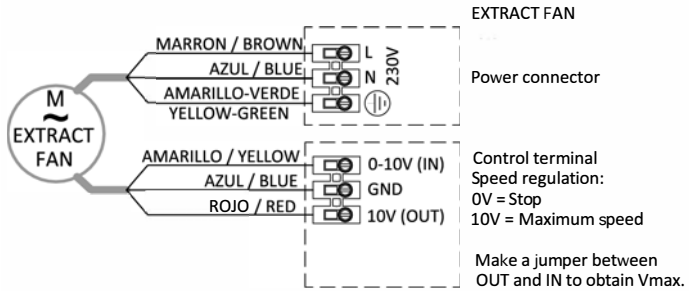 EXTRACT FAN
MARRON / BROWN
L
AZUL / BLUE
N
230V
Power connector
AMARILLO-VERDE
YELLOW-GREEN
M
~
EXTRACT
FAN
AMARILLO / YELLOW
0-10V (IN)
AZUL / BLUE
GND
ROJO / RED
10V (OUT)
Control terminal
Speed regulation:
0V = Stop
10V = Maximum speed
Make a jumper between
OUT and IN to obtain Vmax.